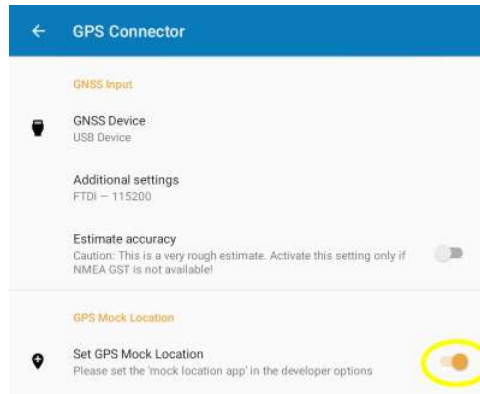 GPS Connector
GNSS Input
GNSS Device
USB Device
Additional settings
FTDI — 115200
Estimate accuracy
Caution: This is a very rough estimate. Activate this setting only if
NMEA GST is not available!
GPS Mock Location
Set GPS Mock Location
Please set the 'mock location app' in the developer options